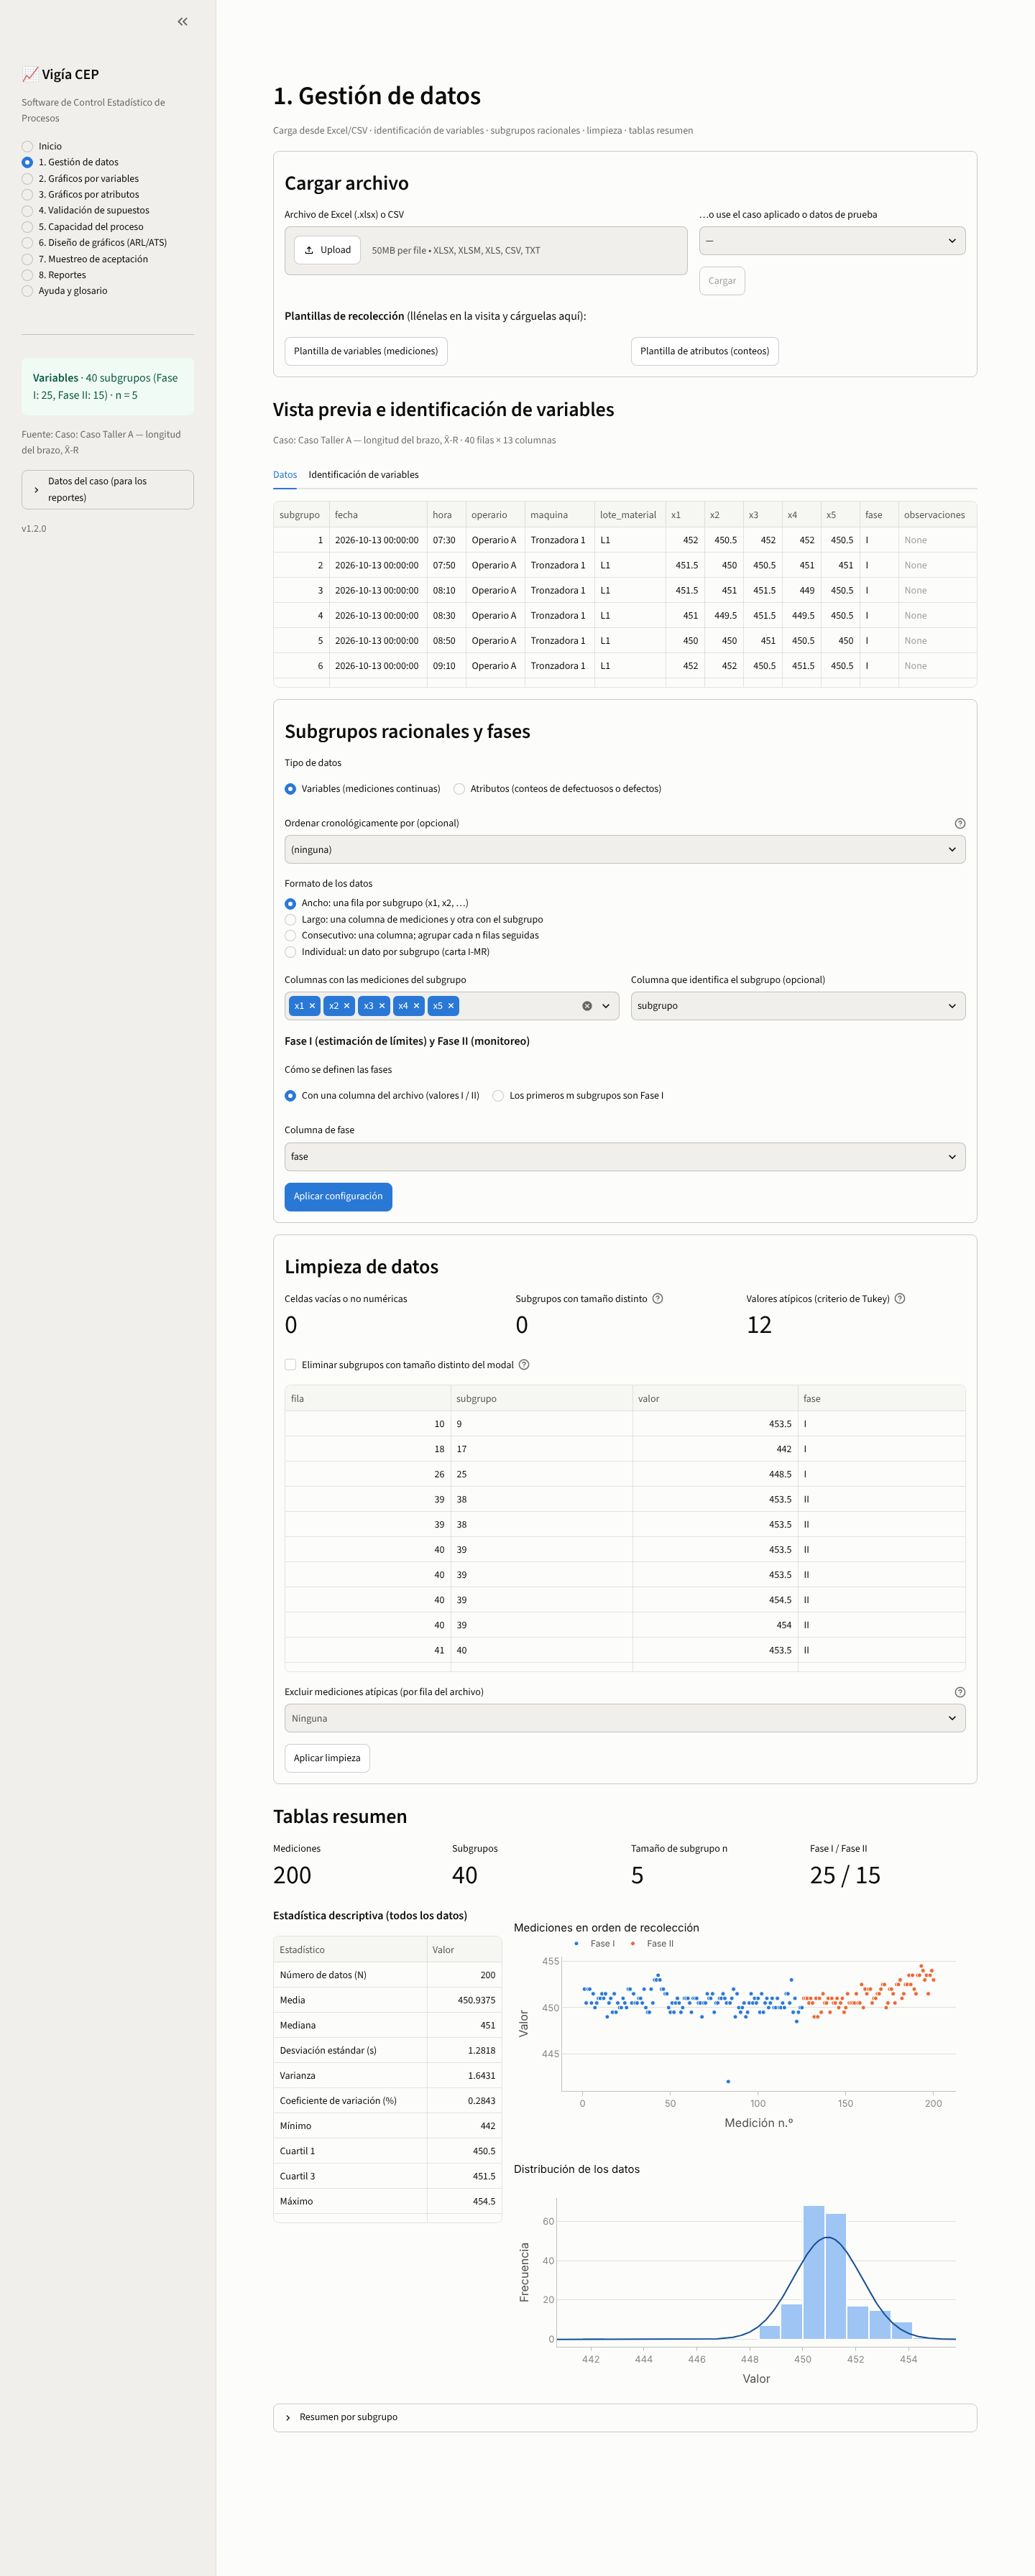 📈 Vigía CEP
Software de Control Estadístico de
Procesos
Inicio
1. Gestión de datos
2. Gráficos por variables
3. Gráficos por atributos
4. Validación de supuestos
5. Capacidad del proceso
6. Diseño de gráficos (ARL/ATS)
7. Muestreo de aceptación
8. Reportes
Ayuda y glosario
Variables · 40 subgrupos (Fase
I: 25, Fase II: 15) · n = 5
Fuente: Caso: Caso Taller A — longitud
del brazo, X̄-R
Datos del caso (para los
reportes)
v1.2.0
1. Gestión de datos
Carga desde Excel/CSV · identificación de variables · subgrupos racionales · limpieza · tablas resumen
Cargar archivo
Archivo de Excel (.xlsx) o CSV
Upload 50MB per file • XLSX, XLSM, XLS, CSV, TXT
…o use el caso aplicado o datos de prueba
—
Cargar
Plantillas de recolección (llénelas en la visita y cárguelas aquí):
Plantilla de variables (mediciones) Plantilla de atributos (conteos)
Vista previa e identificación de variables
Caso: Caso Taller A — longitud del brazo, X̄-R · 40 filas × 13 columnas
Datos Identificación de variables
subgrupo fecha hora operario maquina lote_material x1 x2 x3 x4 x5 fase observaciones
1 2026-10-13 00:00:00 07:30 Operario A Tronzadora 1 L1 452 450.5 452 452 450.5 I None
2 2026-10-13 00:00:00 07:50 Operario A Tronzadora 1 L1 451.5 450 450.5 451 451 I None
3 2026-10-13 00:00:00 08:10 Operario A Tronzadora 1 L1 451.5 451 451.5 449 450.5 I None
4 2026-10-13 00:00:00 08:30 Operario A Tronzadora 1 L1 451 449.5 451.5 449.5 450.5 I None
5 2026-10-13 00:00:00 08:50 Operario A Tronzadora 1 L1 450 450 451 450.5 450 I None
6 2026-10-13 00:00:00 09:10 Operario A Tronzadora 1 L1 452 452 450.5 451.5 450.5 I None
Subgrupos racionales y fases
Tipo de datos
Variables (mediciones continuas) Atributos (conteos de defectuosos o defectos)
Ordenar cronológicamente por (opcional)
(ninguna)
Formato de los datos
Ancho: una fila por subgrupo (x1, x2, …)
Largo: una columna de mediciones y otra con el subgrupo
Consecutivo: una columna; agrupar cada n filas seguidas
Individual: un dato por subgrupo (carta I-MR)
Columnas con las mediciones del subgrupo Columna que identifica el subgrupo (opcional)
x1 x2 x3 x4 x5 subgrupo
Fase I (estimación de límites) y Fase II (monitoreo)
Cómo se definen las fases
Con una columna del archivo (valores I / II) Los primeros m subgrupos son Fase I
Columna de fase
fase
Aplicar configuración
Limpieza de datos
Celdas vacías o no numéricas Subgrupos con tamaño distinto Valores atípicos (criterio de Tukey)
0 0 12
Eliminar subgrupos con tamaño distinto del modal
fila subgrupo valor fase
10 9 453.5 I
18 17 442 I
26 25 448.5 I
39 38 453.5 II
39 38 453.5 II
40 39 453.5 II
40 39 453.5 II
40 39 454.5 II
40 39 454 II
41 40 453.5 II
Excluir mediciones atípicas (por fila del archivo)
Ninguna
Aplicar limpieza
Tablas resumen
Mediciones Subgrupos Tamaño de subgrupo n Fase I / Fase II
200 40 5 25 / 15
Estadística descriptiva (todos los datos)
Estadístico Valor
Número de datos (N) 200
Media 450.9375
Mediana 451
Desviación estándar (s) 1.2818
Varianza 1.6431
Coeficiente de variación (%) 0.2843
Mínimo 442
Cuartil 1 450.5
Cuartil 3 451.5
Máximo 454.5
Mediciones en orden de recolección
Fase I Fase II
455
450
445
Valor
0 50 100 150 200
Medición n.º
Distribución de los datos
60
40
20
0
Frecuencia
442 444 446 448 450 452 454
Valor
Resumen por subgrupo